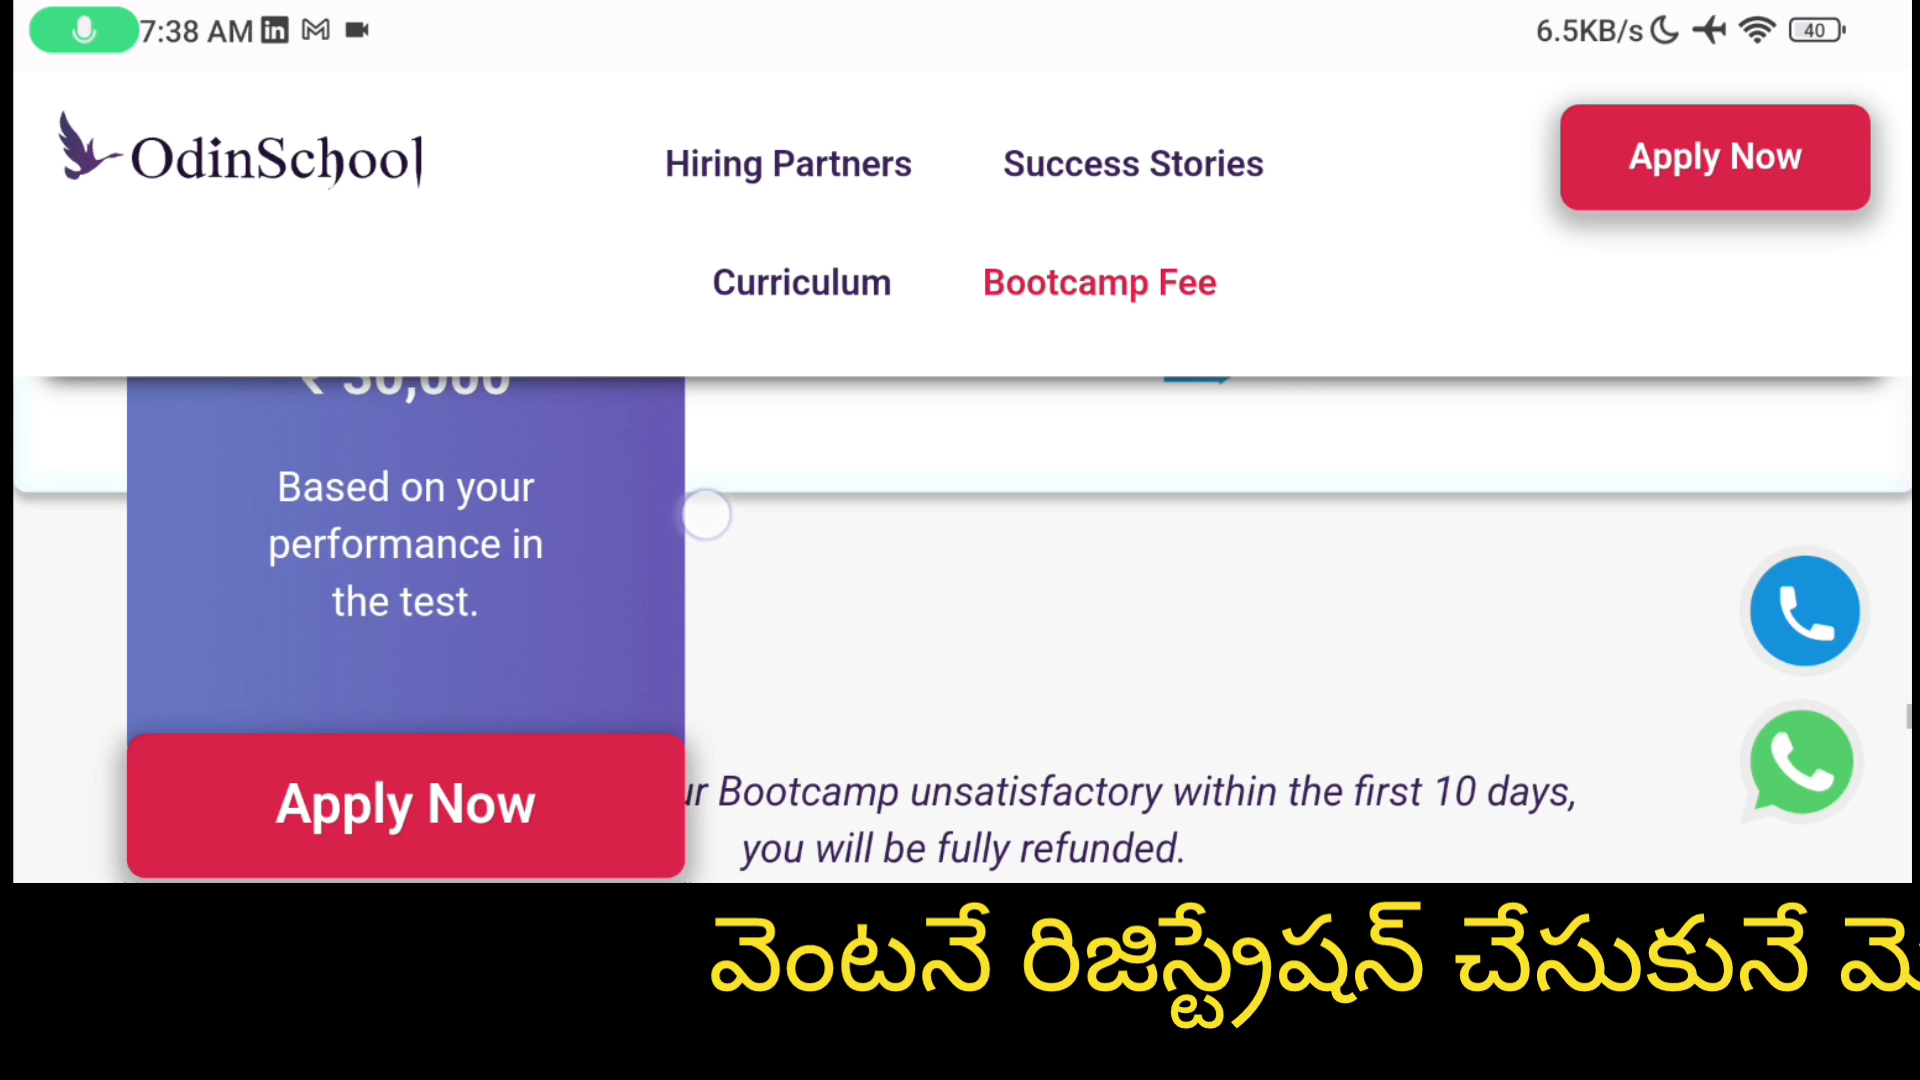 7:38 AM
6.5KB/s
40
OdinSchool
Hiring Partners
Success Stories
Apply Now
Curriculum
Bootcamp Fee
₹ 30,000
Based on your
performance in
the test.
Apply Now
Bootcamp unsatisfactory within the first 10 days,
you will be fully refunded.
వెంటనే రిజిస్ట్రేషన్ చేసుకునే